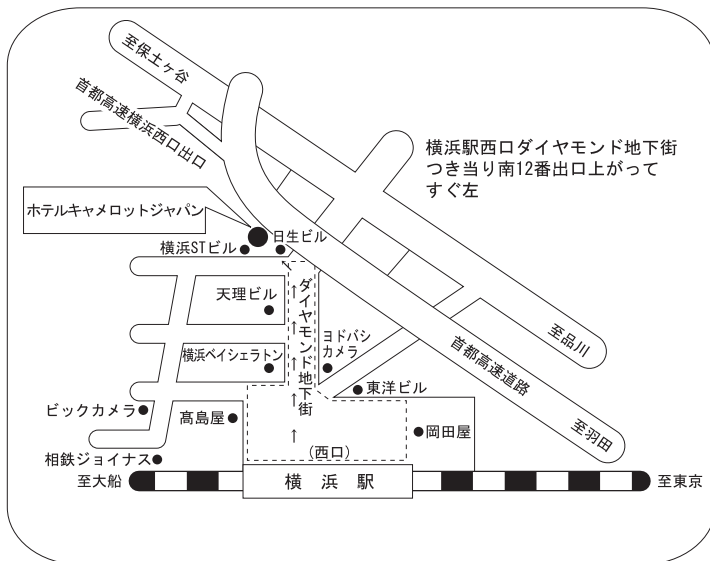 至保土ヶ谷
首都高速横浜西口出口
横浜駅西口ダイヤモンド地下街
つき当り南12番出口上がって
すぐ左
ホテルキャメロットジャパン
日生ビル
横浜STビル
天理ビル
ダイヤモンド地下街
ヨドバシ
カメラ
横浜ベイシェラトン
至品川
首都高速道路
東洋ビル
ビックカメラ
髙島屋
岡田屋
至羽田
(西口)
相鉄ジョイナス
至大船
横浜駅
至東京